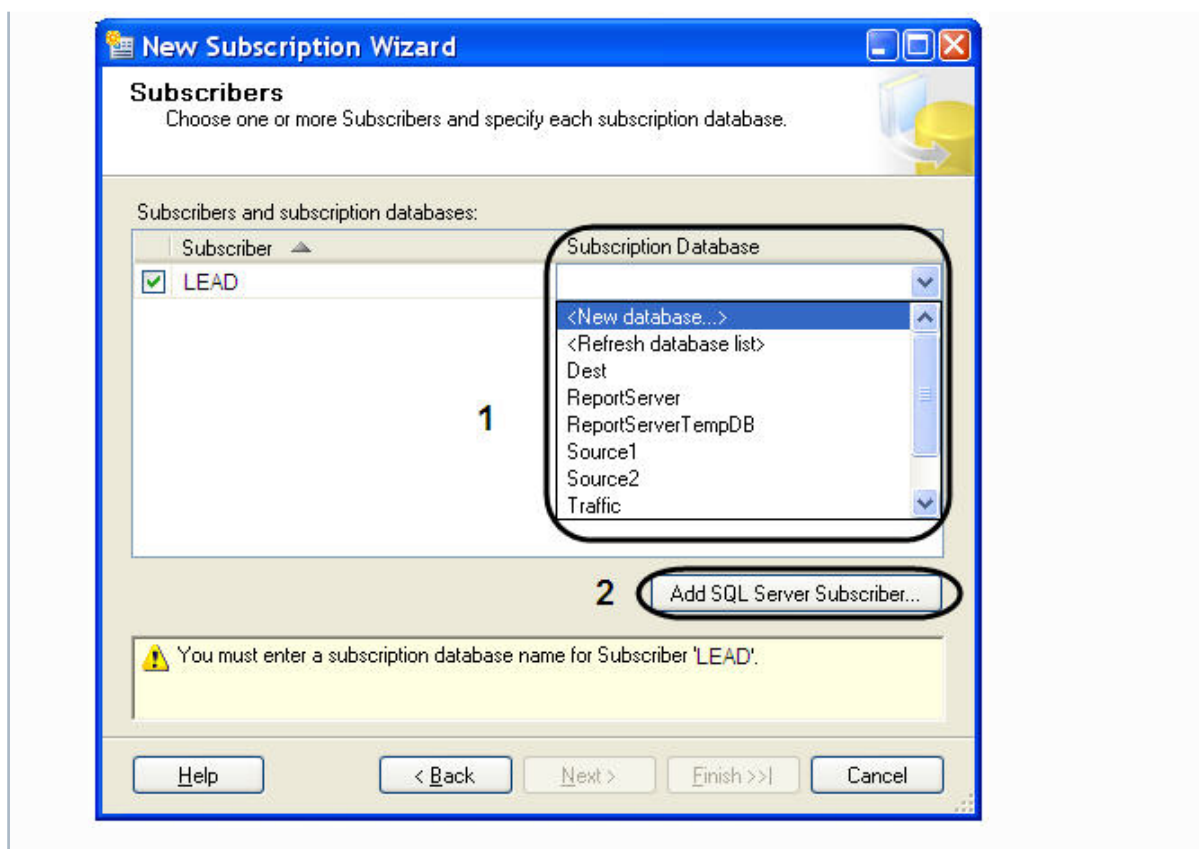 New Subscription Wizard
Subscribers
Choose one or more Subscribers and specify each subscription database.
Subscribers and subscription databases:
Subscriber
Subscription Database
LEAD
<New database...>
<Refresh database list>
Dest
ReportServer
1
ReportServerTempDB
Source1
Source2
Traffic
2
Add SQL Server Subscriber...
You must enter a subscription database name for Subscriber 'LEAD'.
Help
< Back
Next >
Finish >>|
Cancel